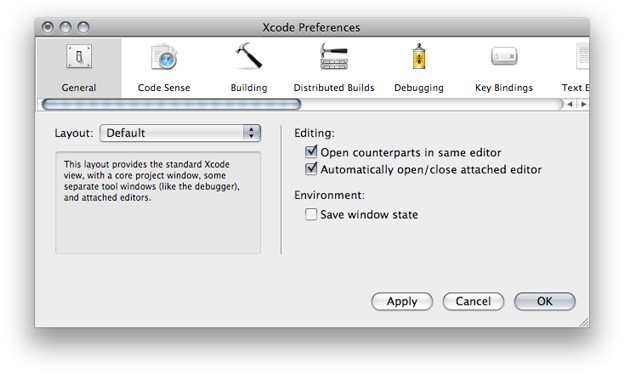 Xcode Preferences
General
Code Sense
Building
Distributed Builds
Debugging
Key Bindings
Text E
Layout:
Default
This layout provides the standard Xcode
view, with a core project window, some
separate tool windows (like the debugger),
and attached editors.
Editing:
Open counterparts in same editor
Automatically open/close attached editor
Environment:
Save window state
Apply
Cancel
OK